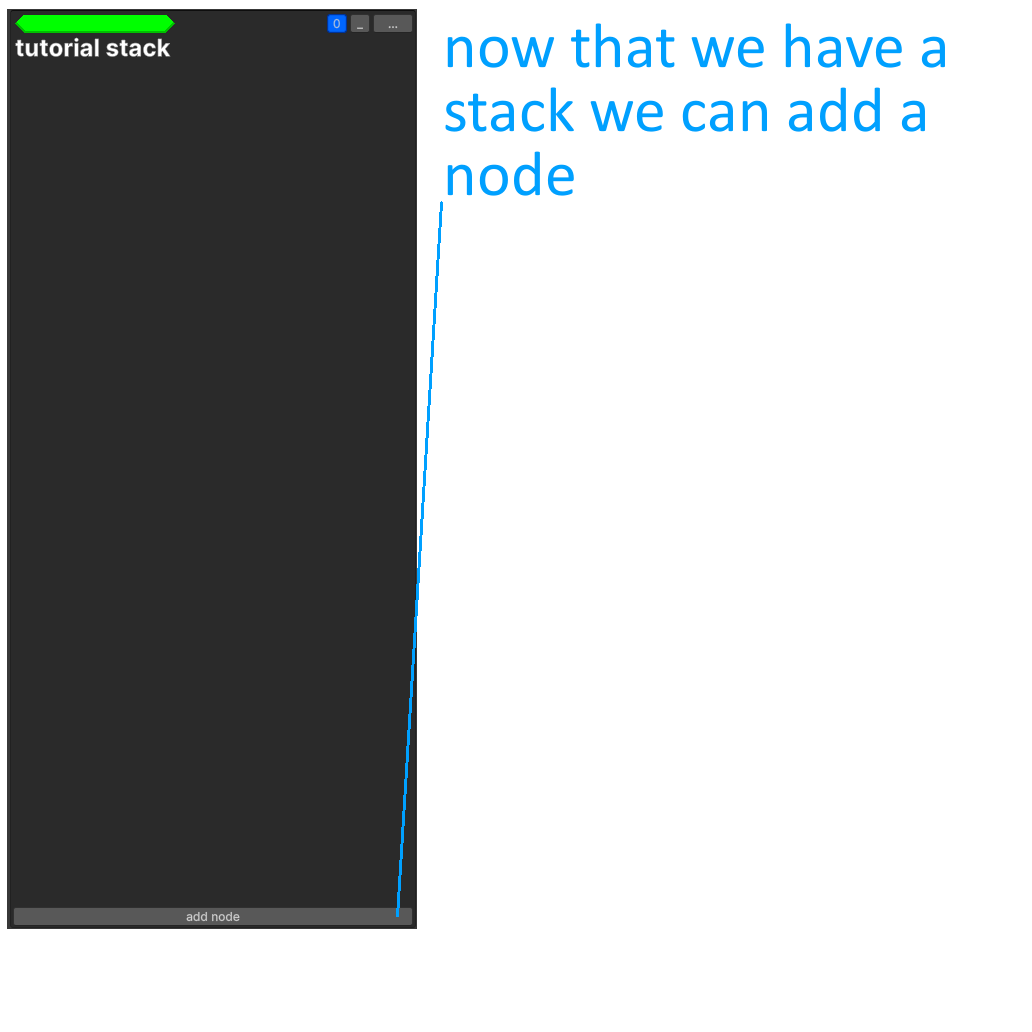 0 _ ...
tutorial stack
now that we have a
stack we can add a
node
add node